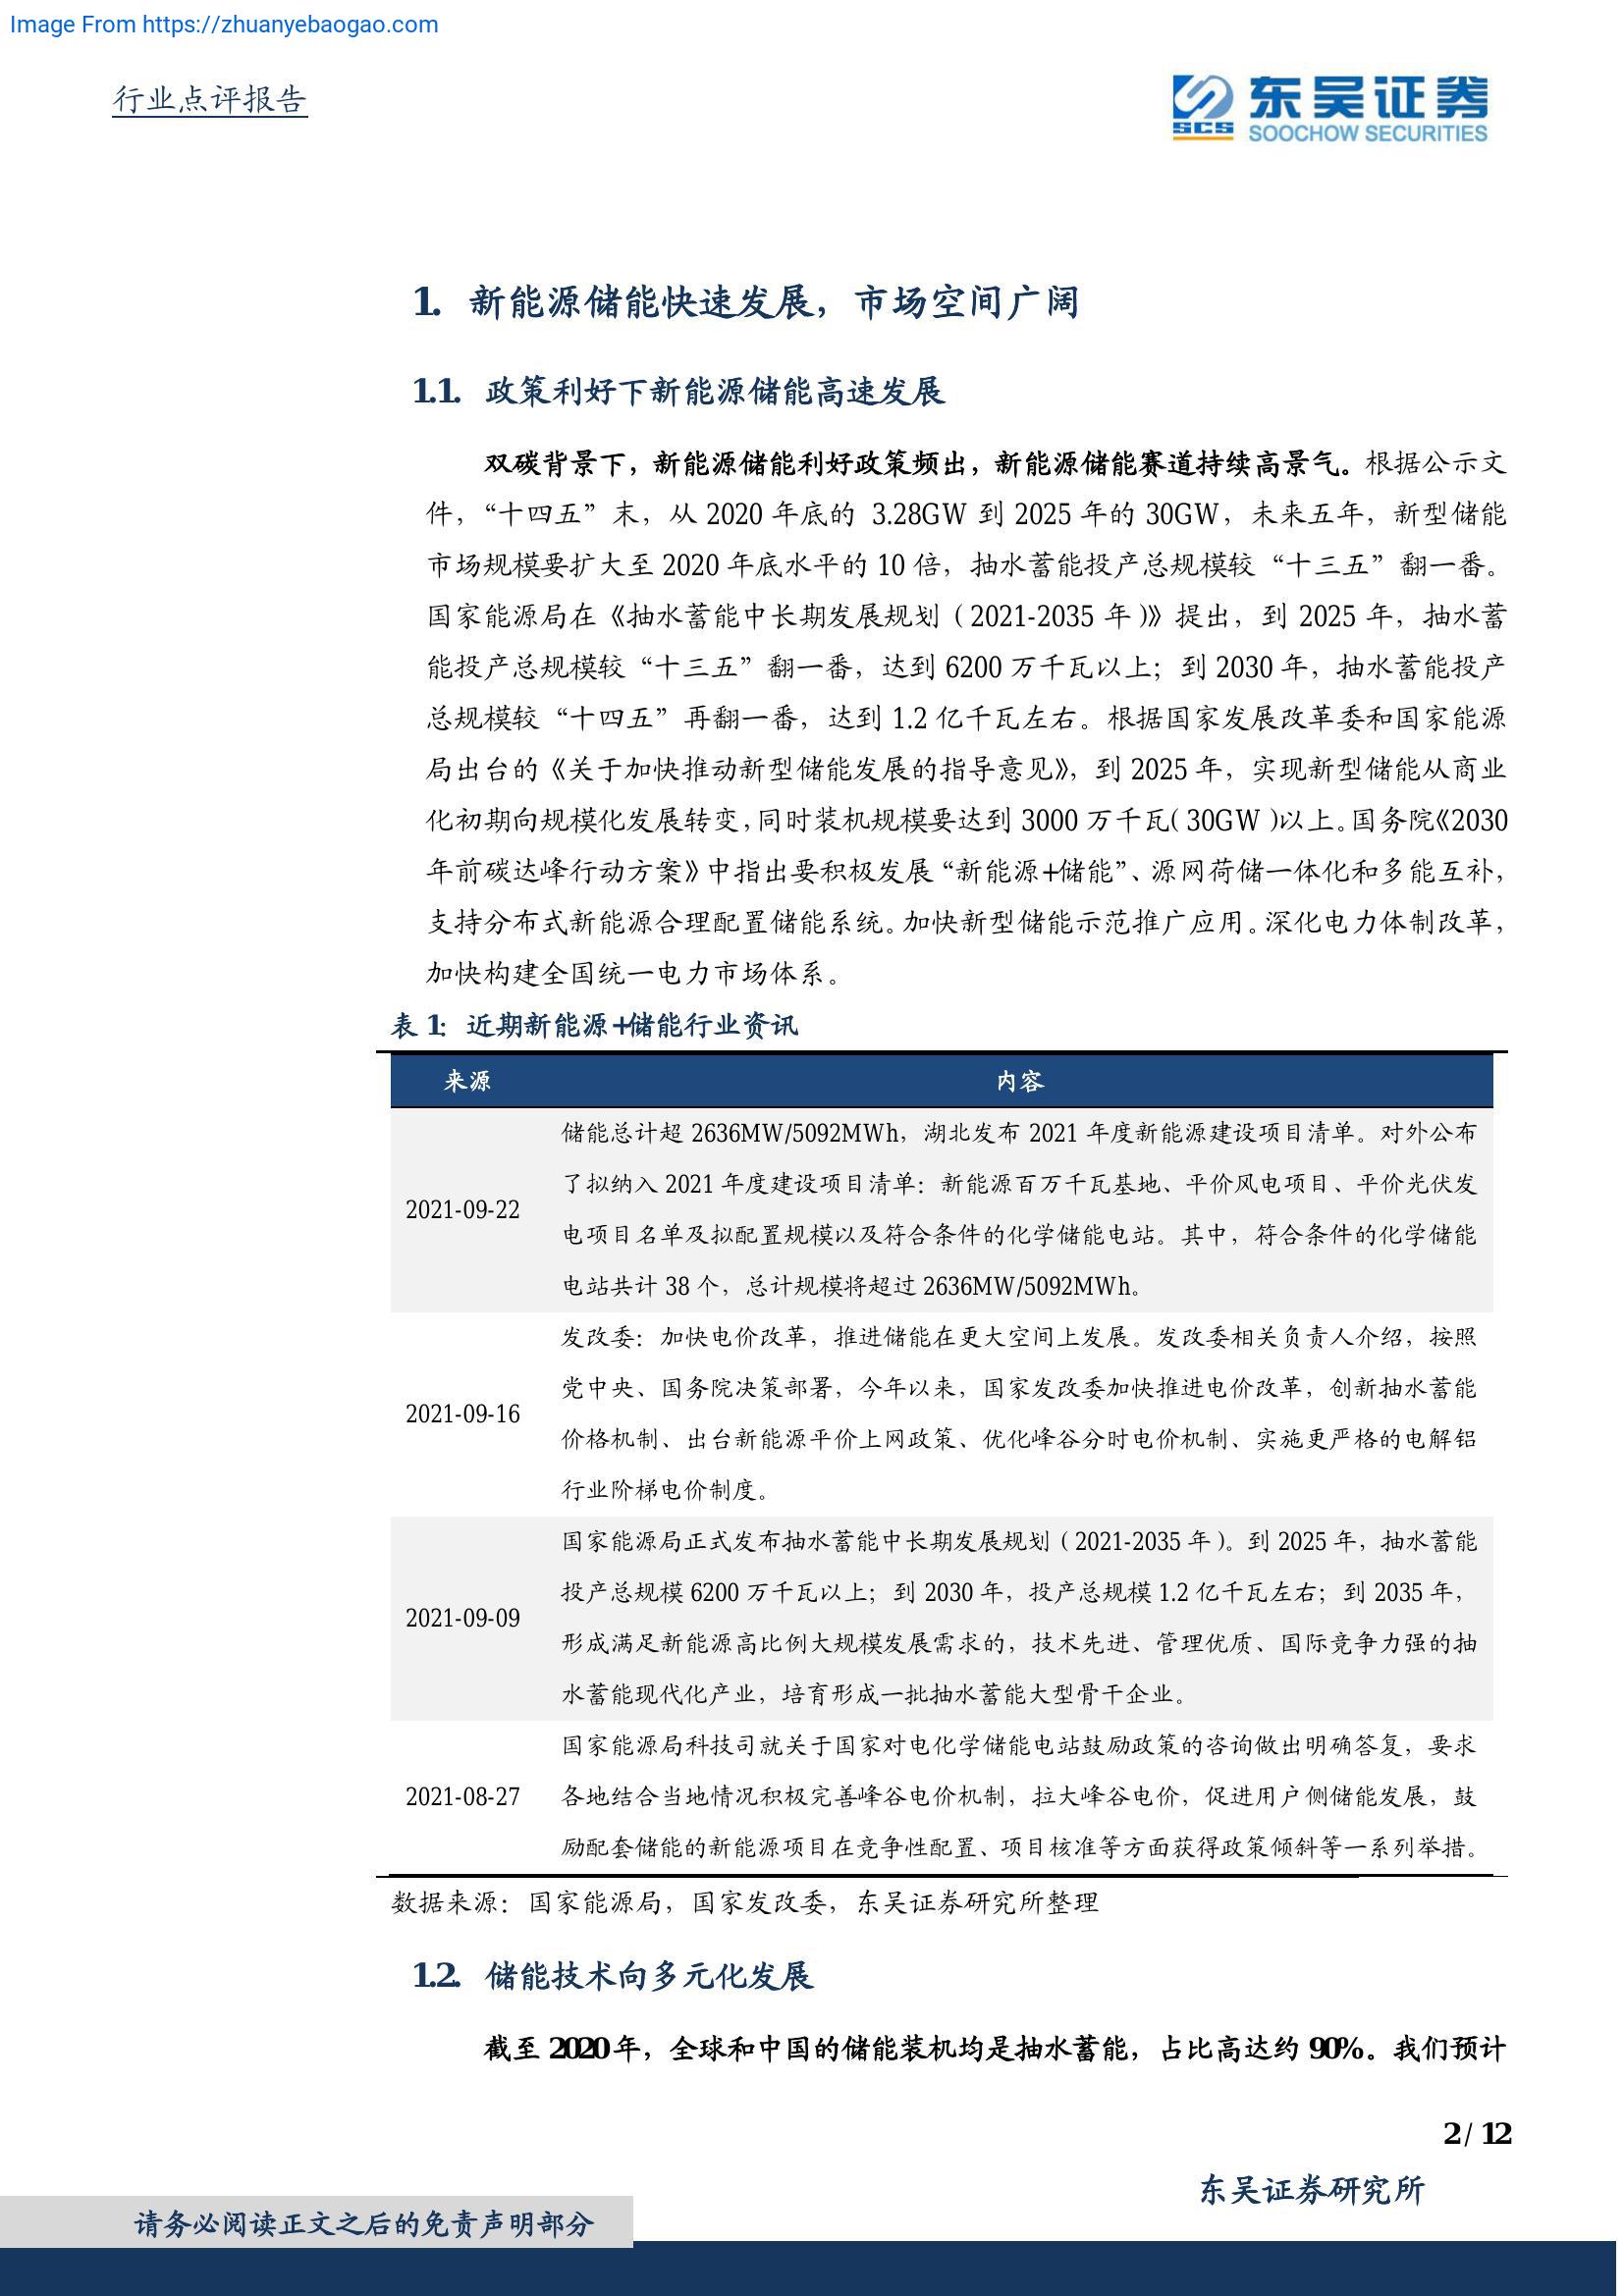 Image From https://zhuanyebaogao.com
行业点评报告
SCS 东吴证券
SOOCHOW SECURITIES
1. 新能源储能快速发展，市场空间广阔
1.1. 政策利好下新能源储能高速发展
双碳背景下，新能源储能利好政策频出，新能源储能赛道持续高景气。根据公示文
件，“十四五”末，从 2020 年底的 3.28GW 到 2025 年的 30GW，未来五年，新型储能
市场规模要扩大至 2020 年底水平的 10 倍，抽水蓄能投产总规模较“十三五”翻一番。
国家能源局在《抽水蓄能中长期发展规划（2021-2035 年）》提出，到 2025 年，抽水蓄
能投产总规模较“十三五”翻一番，达到 6200 万千瓦以上；到 2030 年，抽水蓄能投产
总规模较“十四五”再翻一番，达到 1.2 亿千瓦左右。根据国家发展改革委和国家能源
局出台的《关于加快推动新型储能发展的指导意见》，到 2025 年，实现新型储能从商业
化初期向规模化发展转变，同时装机规模要达到 3000 万千瓦（30GW）以上。国务院《2030
年前碳达峰行动方案》中指出要积极发展“新能源+储能”、源网荷储一体化和多能互补，
支持分布式新能源合理配置储能系统。加快新型储能示范推广应用。深化电力体制改革，
加快构建全国统一电力市场体系。
表 1：近期新能源+储能行业资讯
来源 内容
储能总计超 2636MW/5092MWh，湖北发布 2021 年度新能源建设项目清单。对外公布
了拟纳入 2021 年度建设项目清单：新能源百万千瓦基地、平价风电项目、平价光伏发
2021-09-22
电项目名单及拟配置规模以及符合条件的化学储能电站。其中，符合条件的化学储能
电站共计 38 个，总计规模将超过 2636MW/5092MWh。
发改委：加快电价改革，推进储能在更大空间上发展。发改委相关负责人介绍，按照
党中央、国务院决策部署，今年以来，国家发改委加快推进电价改革，创新抽水蓄能
2021-09-16
价格机制、出台新能源平价上网政策、优化峰谷分时电价机制、实施更严格的电解铝
行业阶梯电价制度。
国家能源局正式发布抽水蓄能中长期发展规划（2021-2035 年）。到 2025 年，抽水蓄能
投产总规模 6200 万千瓦以上；到 2030 年，投产总规模 1.2 亿千瓦左右；到 2035 年，
2021-09-09
形成满足新能源高比例大规模发展需求的，技术先进、管理优质、国际竞争力强的抽
水蓄能现代化产业，培育形成一批抽水蓄能大型骨干企业。
国家能源局科技司就关于国家对电化学储能电站鼓励政策的咨询做出明确答复，要求
2021-08-27 各地结合当地情况积极完善峰谷电价机制，拉大峰谷电价，促进用户侧储能发展，鼓
励配套储能的新能源项目在竞争性配置、项目核准等方面获得政策倾斜等一系列举措。
数据来源：国家能源局，国家发改委，东吴证券研究所整理
1.2. 储能技术向多元化发展
截至 2020 年，全球和中国的储能装机均是抽水蓄能，占比高达约 90%。我们预计
2 / 12
东吴证券研究所
请务必阅读正文之后的免责声明部分